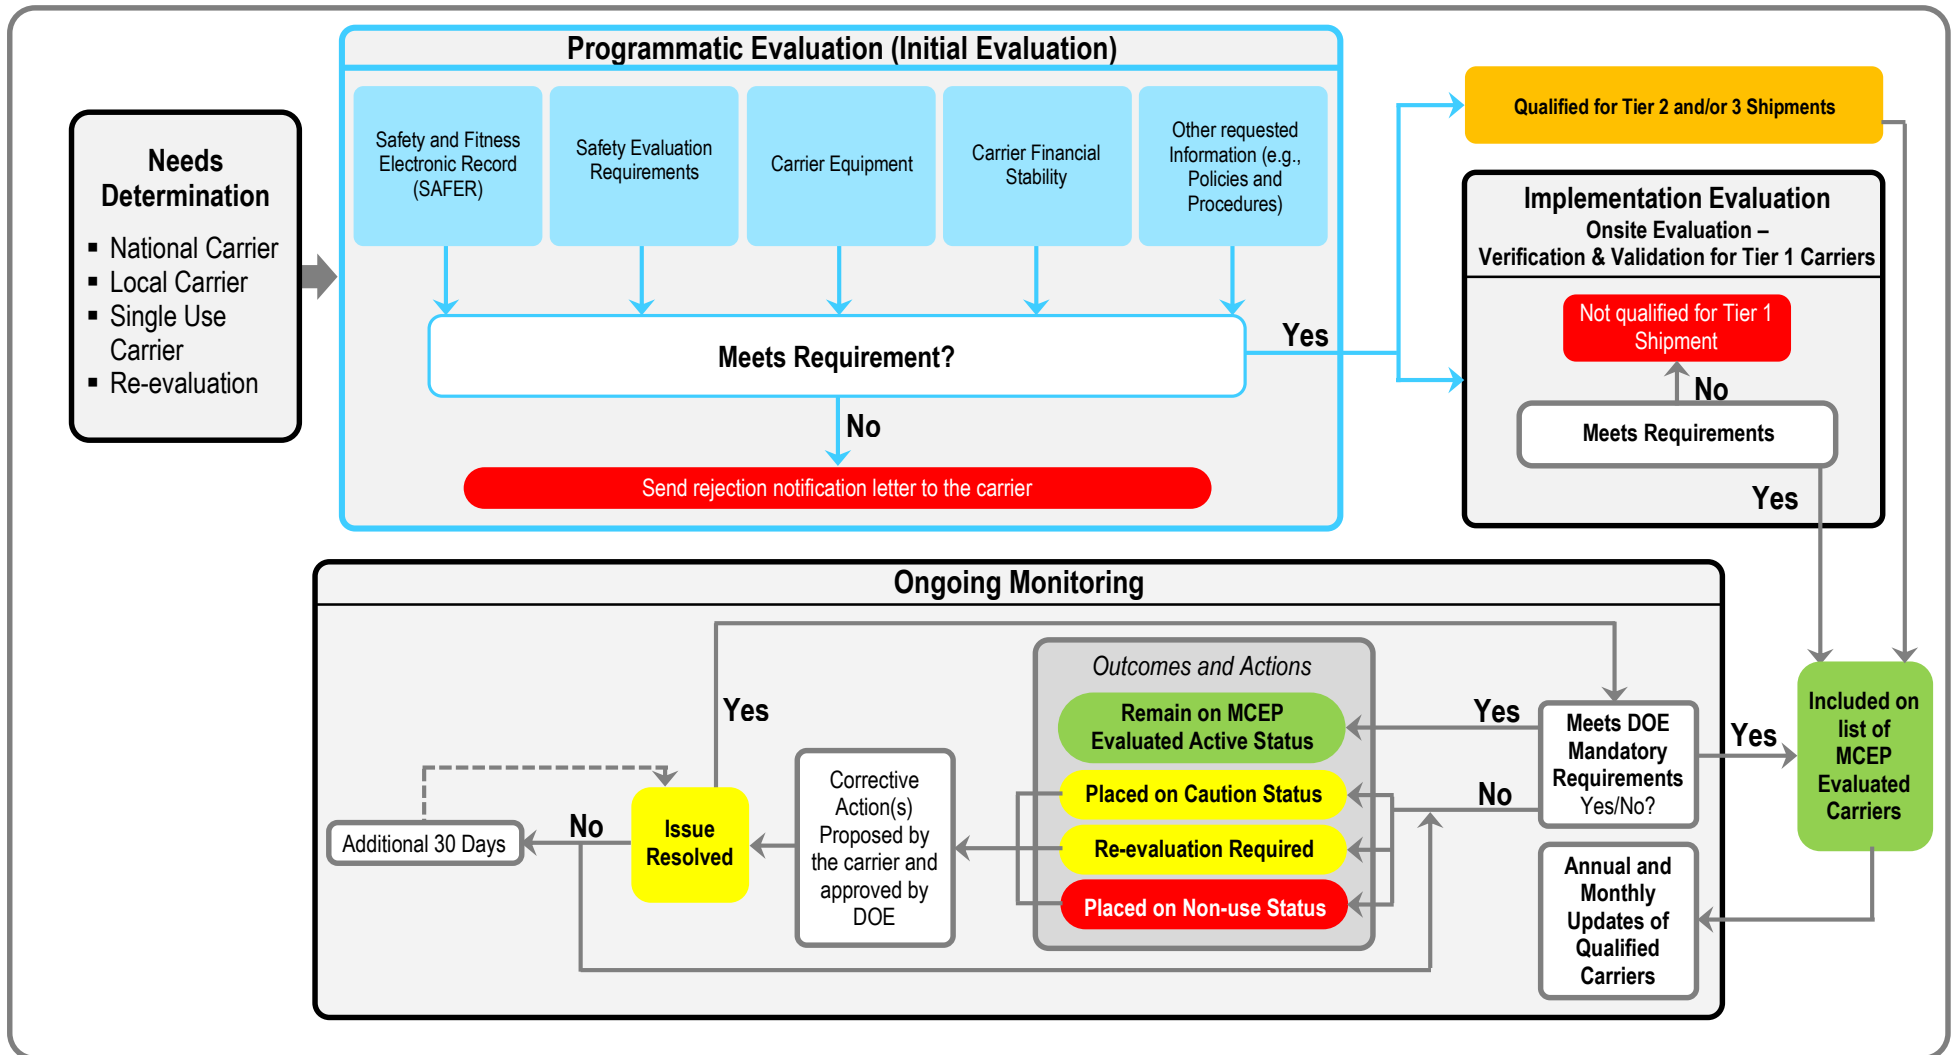 Programmatic Evaluation (Initial Evaluation)
Needs
Determination
▪ National Carrier
▪ Local Carrier
▪ Single Use
Carrier
▪ Re-evaluation
Safety and Fitness
Electronic Record
(SAFER)
Safety Evaluation
Requirements
Carrier Equipment
Carrier Financial
Stability
Other requested
Information (e.g.,
Policies and
Procedures)
Meets Requirement?
Yes
No
Send rejection notification letter to the carrier
Qualified for Tier 2 and/or 3 Shipments
Implementation Evaluation
Onsite Evaluation –
Verification & Validation for Tier 1 Carriers
Not qualified for Tier 1
Shipment
No
Meets Requirements
Yes
Ongoing Monitoring
Outcomes and Actions
Remain on MCEP
Evaluated Active Status
Placed on Caution Status
Re-evaluation Required
Placed on Non-use Status
Yes
No
Meets DOE
Mandatory
Requirements
Yes/No?
Yes
Included on
list of
MCEP
Evaluated
Carriers
Annual and
Monthly
Updates of
Qualified
Carriers
Corrective
Action(s)
Proposed by
the carrier and
approved by
DOE
Yes
Issue
Resolved
No
Additional 30 Days